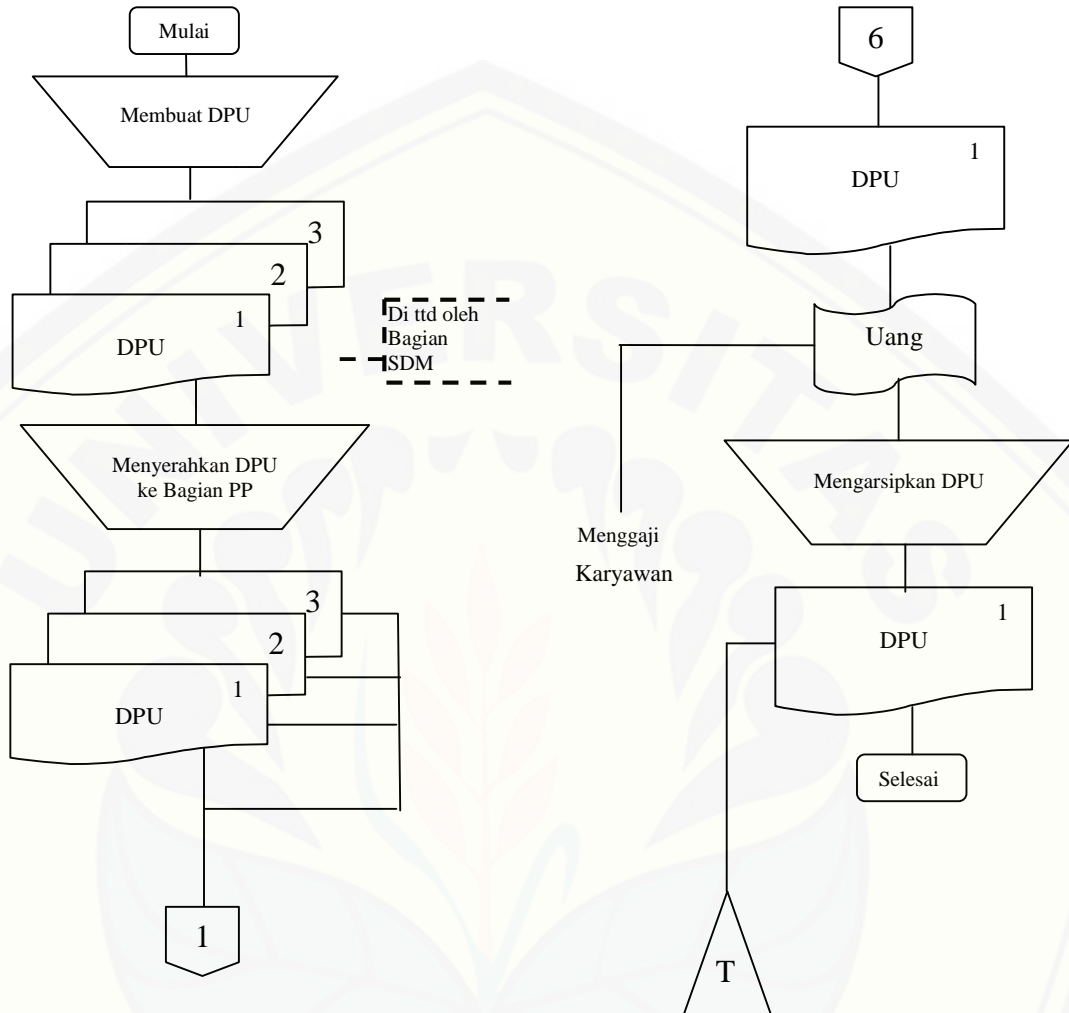 Mulai
Membuat DPU
3
2
1
DPU
Di ttd oleh
Bagian
SDM
Menyerahkan DPU
ke Bagian PP
3
2
1
DPU
1
6
1
DPU
Uang
Menggaji
Karyawan
Mengarsipkan DPU
1
DPU
Selesai
T
UNIVERSITAS